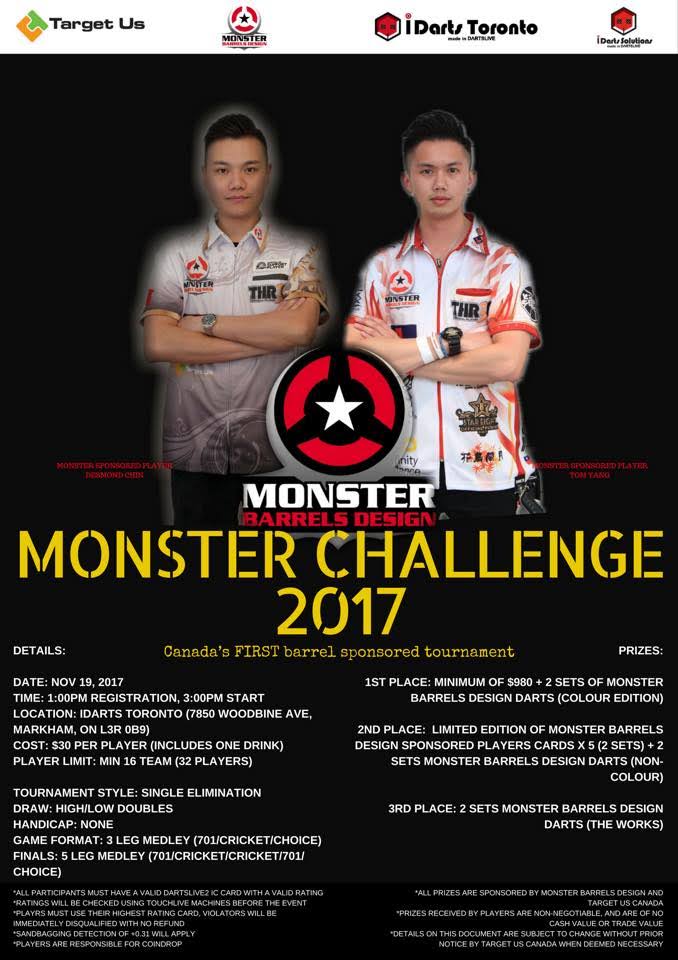 Target Us
MONSTER
BARRELS DESIGN
iDarts Toronto
made in DARTSLIVE
iDarts Solutions
made in DARTSLIVE
MONSTER
BARRELS DESIGN
THR
MONSTER
THR
STAR EIGHT
nity
MONSTER SPONSORED PLAYER
DESMOND CHIN
MONSTER SPONSORED PLAYER
TOM YANG
MONSTER
BARRELS DESIGN
MONSTER CHALLENGE
2017
Canada's FIRST barrel sponsored tournament
DETAILS:
DATE: NOV 19, 2017
TIME: 1:00PM REGISTRATION, 3:00PM START
LOCATION: IDARTS TORONTO (7850 WOODBINE AVE,
MARKHAM, ON L3R 0B9)
COST: $30 PER PLAYER (INCLUDES ONE DRINK)
PLAYER LIMIT: MIN 16 TEAM (32 PLAYERS)
TOURNAMENT STYLE: SINGLE ELIMINATION
DRAW: HIGH/LOW DOUBLES
HANDICAP: NONE
GAME FORMAT: 3 LEG MEDLEY (701/CRICKET/CHOICE)
FINALS: 5 LEG MEDLEY (701/CRICKET/CRICKET/701/
CHOICE)
PRIZES:
1ST PLACE: MINIMUM OF $980 + 2 SETS OF MONSTER
BARRELS DESIGN DARTS (COLOUR EDITION)
2ND PLACE: LIMITED EDITION OF MONSTER BARRELS
DESIGN SPONSORED PLAYERS CARDS X 5 (2 SETS) + 2
SETS MONSTER BARRELS DESIGN DARTS (NON-
COLOUR)
3RD PLACE: 2 SETS MONSTER BARRELS DESIGN
DARTS (THE WORKS)
*ALL PARTICIPANTS MUST HAVE A VALID DARTSLIVE2 IC CARD WITH A VALID RATING
*RATINGS WILL BE CHECKED USING TOUCHLIVE MACHINES BEFORE THE EVENT
*PLAYRS MUST USE THEIR HIGHEST RATING CARD, VIOLATORS WILL BE
IMMEDIATELY DISQUALIFIED WITH NO REFUND
*SANDBAGGING DETECTION OF +0.31 WILL APPLY
*PLAYERS ARE RESPONSIBLE FOR COINDROP
*ALL PRIZES ARE SPONSORED BY MONSTER BARRELS DESIGN AND
TARGET US CANADA
*PRIZES RECEIVED BY PLAYERS ARE NON-NEGOTIABLE, AND ARE OF NO
CASH VALUE OR TRADE VALUE
*DETAILS ON THIS DOCUMENT ARE SUBJECT TO CHANGE WITHOUT PRIOR
NOTICE BY TARGET US CANADA WHEN DEEMED NECESSARY